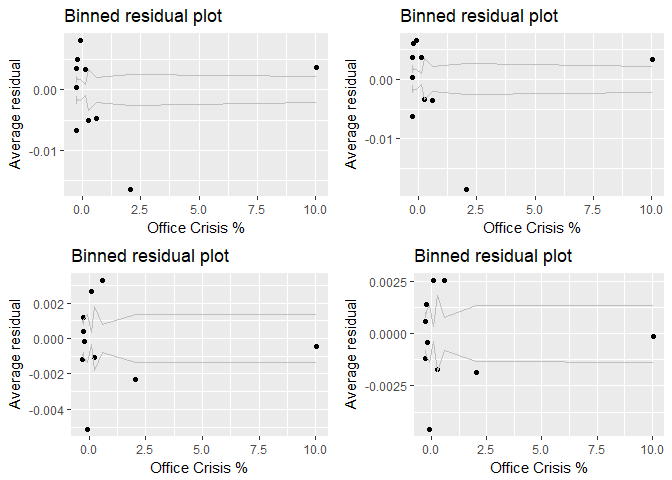 Binned residual plot
Binned residual plot
0.00
-0.01
Average residual
0.0 2.5 5.0 7.5 10.0
Office Crisis %
0.00
-0.01
Average residual
0.0 2.5 5.0 7.5 10.0
Office Crisis %
Binned residual plot
Binned residual plot
0.002
0.000
-0.002
-0.004
Average residual
0.0 2.5 5.0 7.5 10.0
Office Crisis %
0.0025
0.0000
-0.0025
Average residual
0.0 2.5 5.0 7.5 10.0
Office Crisis %